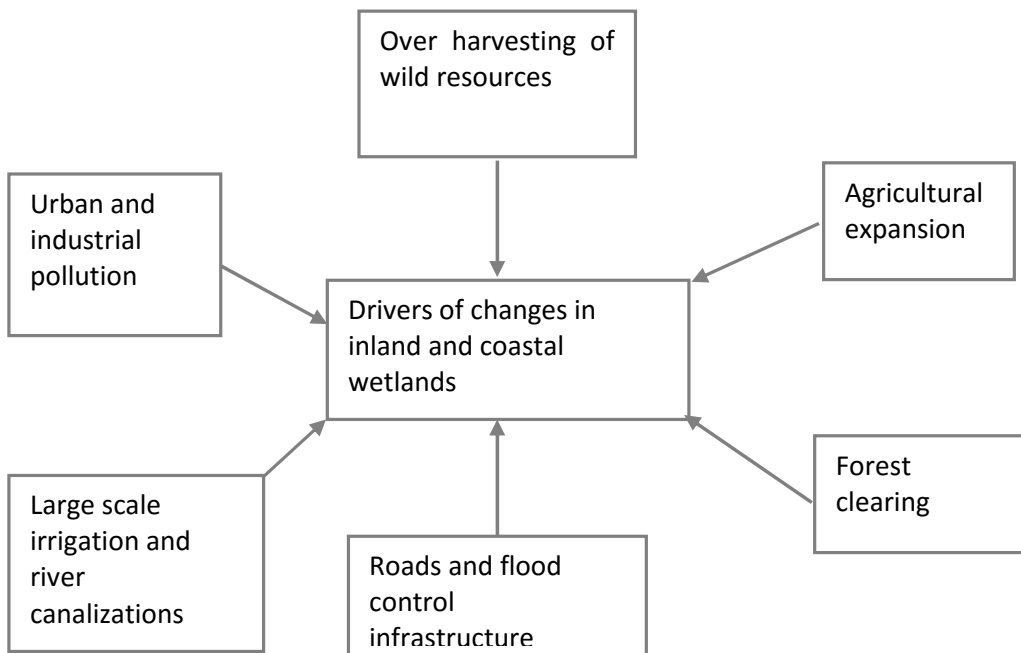 Over harvesting of
wild resources
Urban and
industrial
pollution
Agricultural
expansion
Drivers of changes in
inland and coastal
wetlands
Forest
clearing
Large scale
irrigation and
river
canalizations
Roads and flood
control
infrastructure